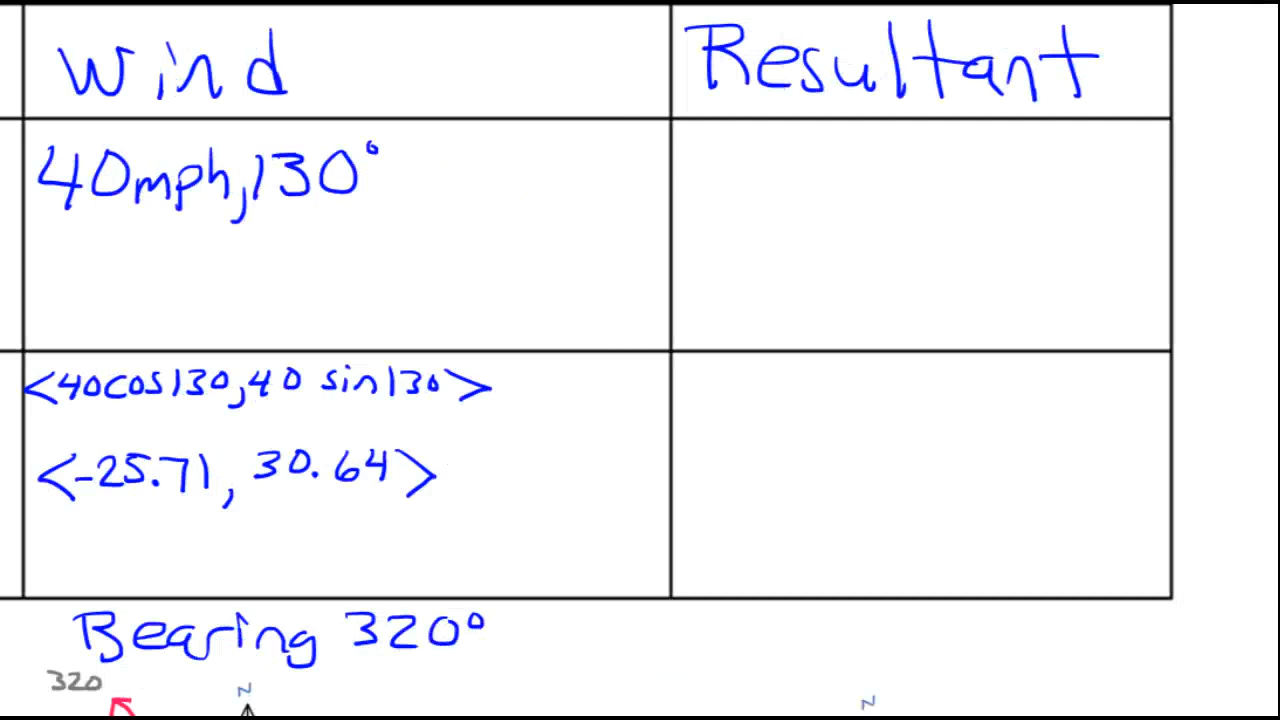 Wind
Resultant
40mph,130°
<40cos130,40 sin130>
<-25.71, 30.64>
Bearing 320°
320
N
N